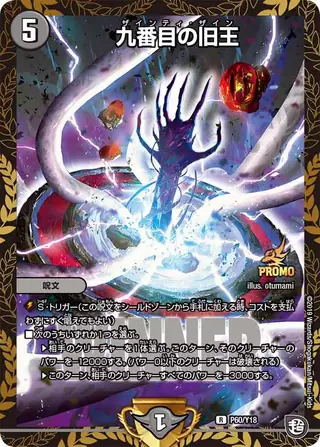 ザインティ・ザイン
5
九番目の旧王
PROMO
illus. otumami
呪文
S・トリガー(この呪文をシールドゾーンから手札に加える時、コストを支払
わずにすぐ唱えてもよい)
■次のうちいずれか1つを選ぶ。
▶相手のクリーチャーを1体選ぶ。このターン、そのクリーチャーの
パワーを-12000する。(パワー0以下のクリーチャーは破壊される)
▶このターン、相手のクリーチャーすべてのパワーを-3000する。
WINNER
R P60/Y18